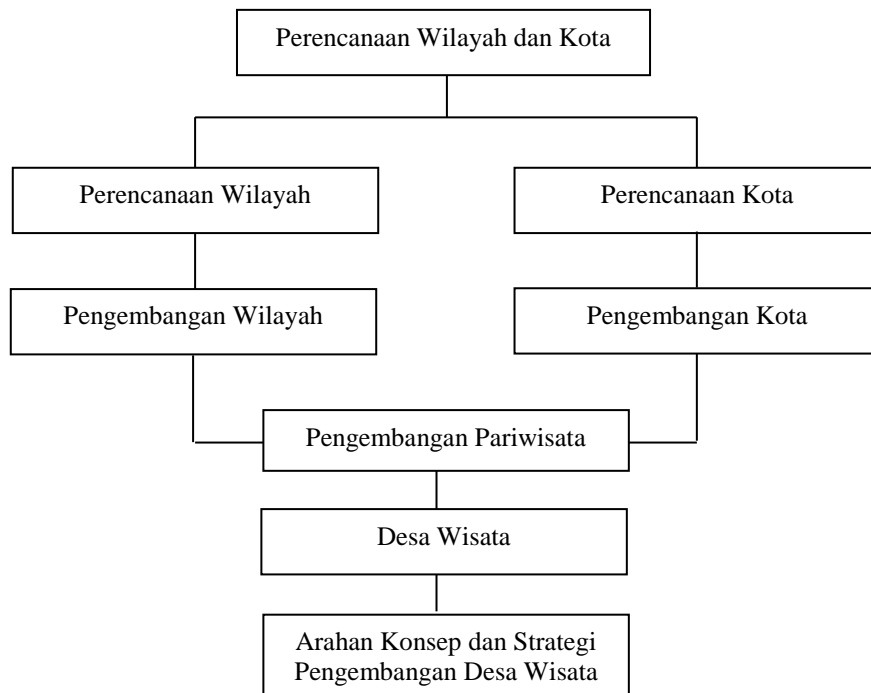 Perencanaan Wilayah dan Kota
Perencanaan Wilayah
Perencanaan Kota
Pengembangan Wilayah
Pengembangan Kota
Pengembangan Pariwisata
Desa Wisata
Arahan Konsep dan Strategi
Pengembangan Desa Wisata